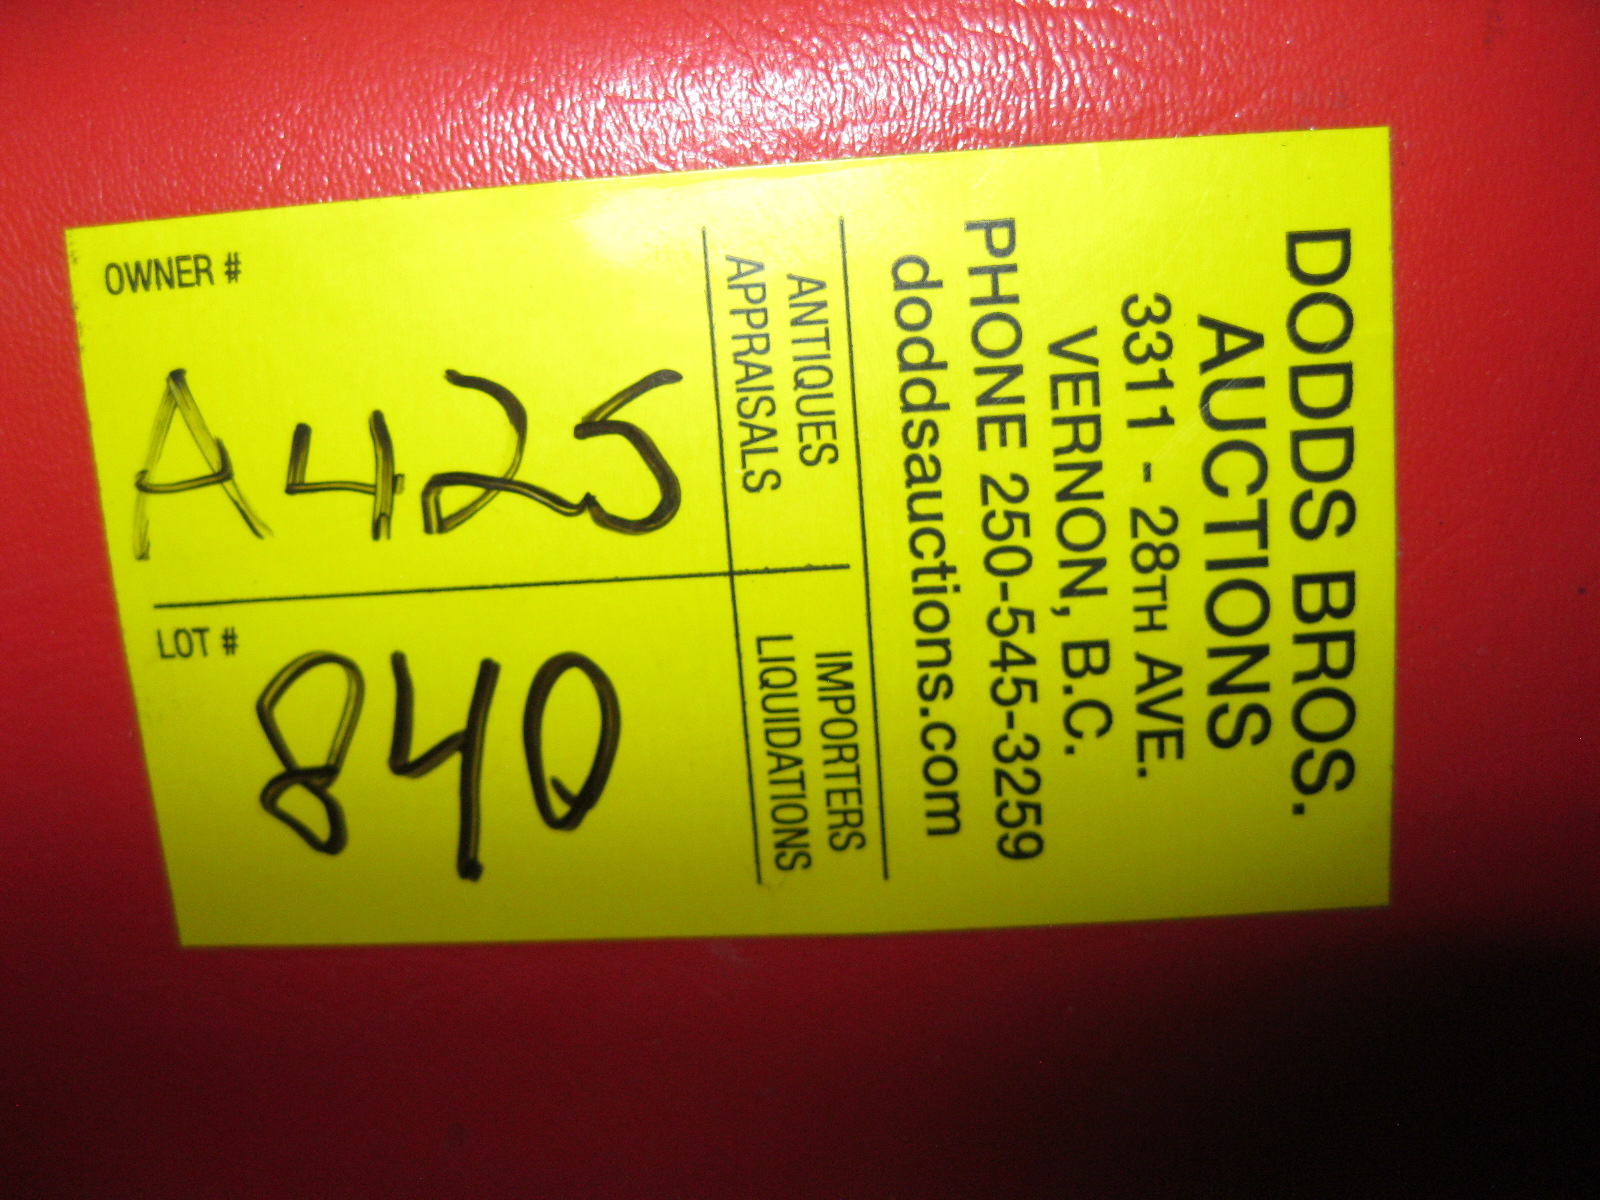 DODDS BROS.
AUCTIONS
3311 - 28TH AVE.
VERNON, B.C.
PHONE 250-545-3259
doddsauctions.com
ANTIQUES
APPRAISALS
IMPORTERS
LIQUIDATIONS
OWNER #
A425
LOT #
840